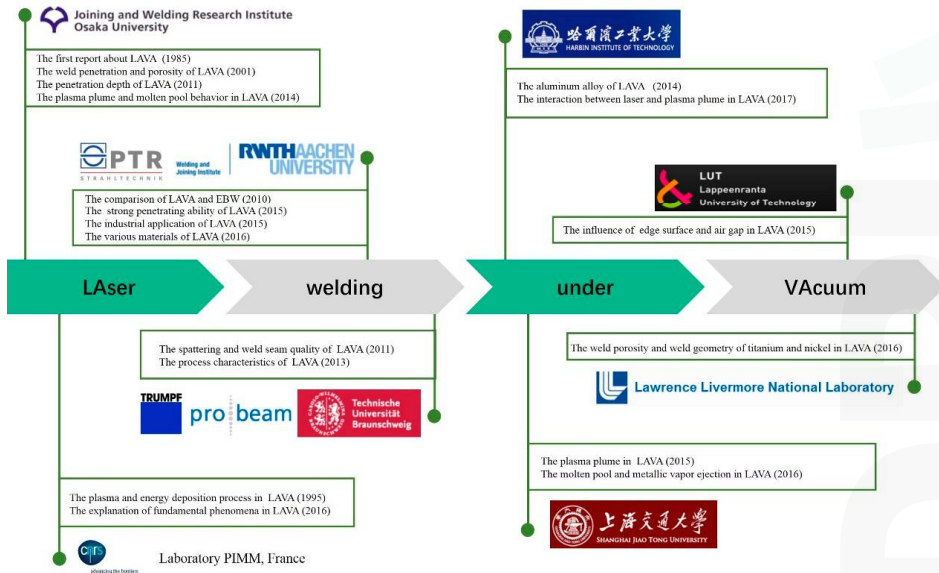 Joining and Welding Research Institute
Osaka University
The first report about LAVA (1985)
The weld penetration and porosity of LAVA (2001)
The penetration depth of LAVA (2011)
The plasma plume and molten pool behavior in LAVA (2014)
哈爾濱工業大學
HARBIN INSTITUTE OF TECHNOLOGY
The aluminum alloy of LAVA (2014)
The interaction between laser and plasma plume in LAVA (2017)
PTR
STRAHLTECHNIK
Welding and
Joining Institute
RWTHAACHEN
UNIVERSITY
The comparison of LAVA and EBW (2010)
The strong penetrating ability of LAVA (2015)
The industrial application of LAVA (2015)
The various materials of LAVA (2016)
LUT
Lappeenranta
University of Technology
The influence of edge surface and air gap in LAVA (2015)
LAser
welding
under
VAcuum
The spattering and weld seam quality of LAVA (2011)
The process characteristics of LAVA (2013)
TRUMPF
pro beam
Technische
Universität
Braunschweig
The weld porosity and weld geometry of titanium and nickel in LAVA (2016)
Lawrence Livermore National Laboratory
The plasma and energy deposition process in LAVA (1995)
The explanation of fundamental phenomena in LAVA (2016)
cnrs
Laboratory PIMM, France
The plasma plume in LAVA (2015)
The molten pool and metallic vapor ejection in LAVA (2016)
上海交通大學
SHANGHAI JIAO TONG UNIVERSITY